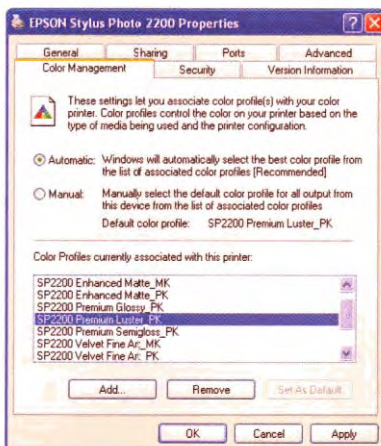 EPSON Stylus Photo 2200 Properties
General Sharing Ports Advanced
Color Management Security Version Information
These settings let you associate color profile(s) with your color
printer. Color profiles control the color on your printer based on the
type of media being used and the printer configuration.
Automatic: Windows will automatically select the best color profile from
the list of associated color profiles [Recommended]
Manual: Manually select the default color profile for all output from
this device from the list of associated color profiles
Default color profile: SP2200 Premium Luster_PK
Color Profiles currently associated with this printer:
SP2200 Enhanced Matte_MK
SP2200 Enhanced Matte_PK
SP2200 Premium Glossy_PK
SP2200 Premium Luster_PK
SP2200 Premium Semigloss_PK
SP2200 Velvet Fine Art_MK
SP2200 Velvet Fine Art_PK
Add... Remove Set As Default
OK Cancel Apply